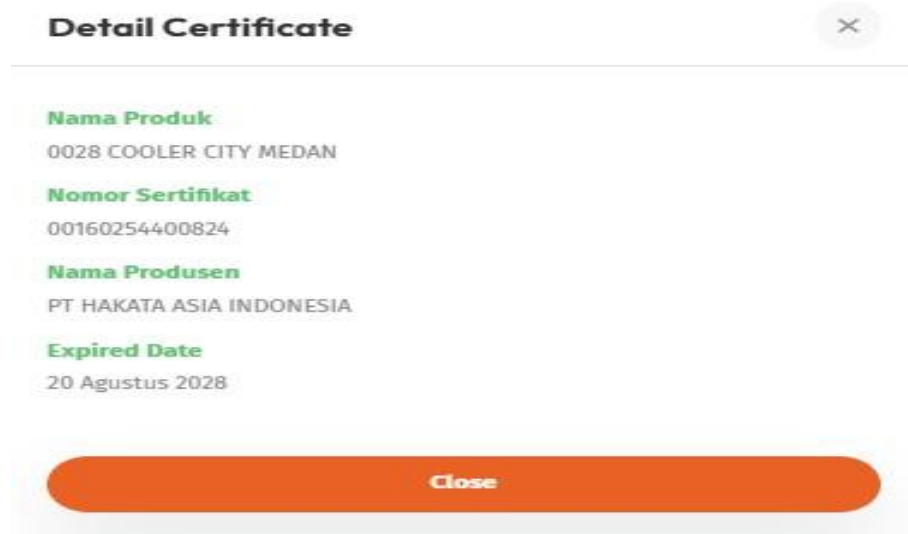 Detail Certificate
Nama Produk
0028 COOLER CITY MEDAN
Nomor Sertifikat
00160254400824
Nama Produsen
PT HAKATA ASIA INDONESIA
Expired Date
20 Agustus 2028
Close